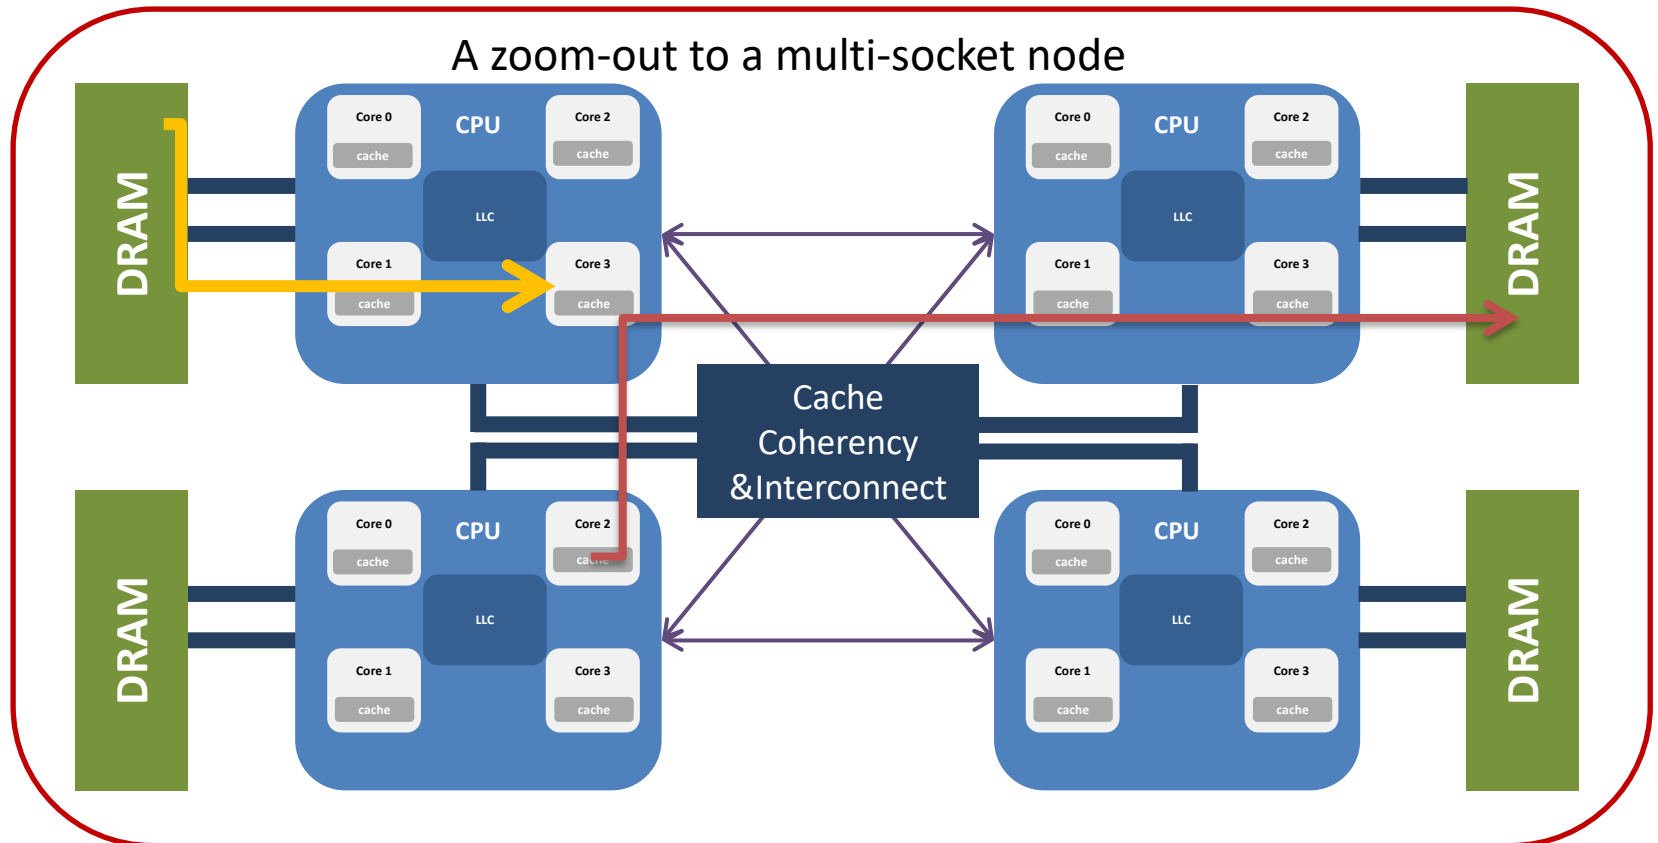 A zoom-out to a multi-socket node
DRAM
CPU
Core 0
cache
Core 2
cache
LLC
Core 1
cache
Core 3
cache
CPU
Core 0
cache
Core 2
cache
LLC
Core 1
cache
Core 3
cache
DRAM
Cache
Coherency
&Interconnect
DRAM
CPU
Core 0
cache
Core 2
cache
LLC
Core 1
cache
Core 3
cache
CPU
Core 0
cache
Core 2
cache
LLC
Core 1
cache
Core 3
cache
DRAM